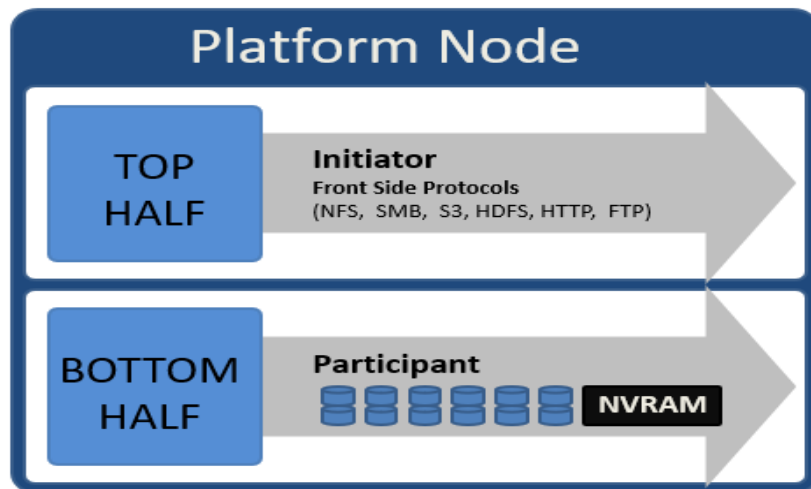 Platform Node
TOP
HALF
Initiator
Front Side Protocols
(NFS, SMB, S3, HDFS, HTTP, FTP)
BOTTOM
HALF
Participant
NVRAM